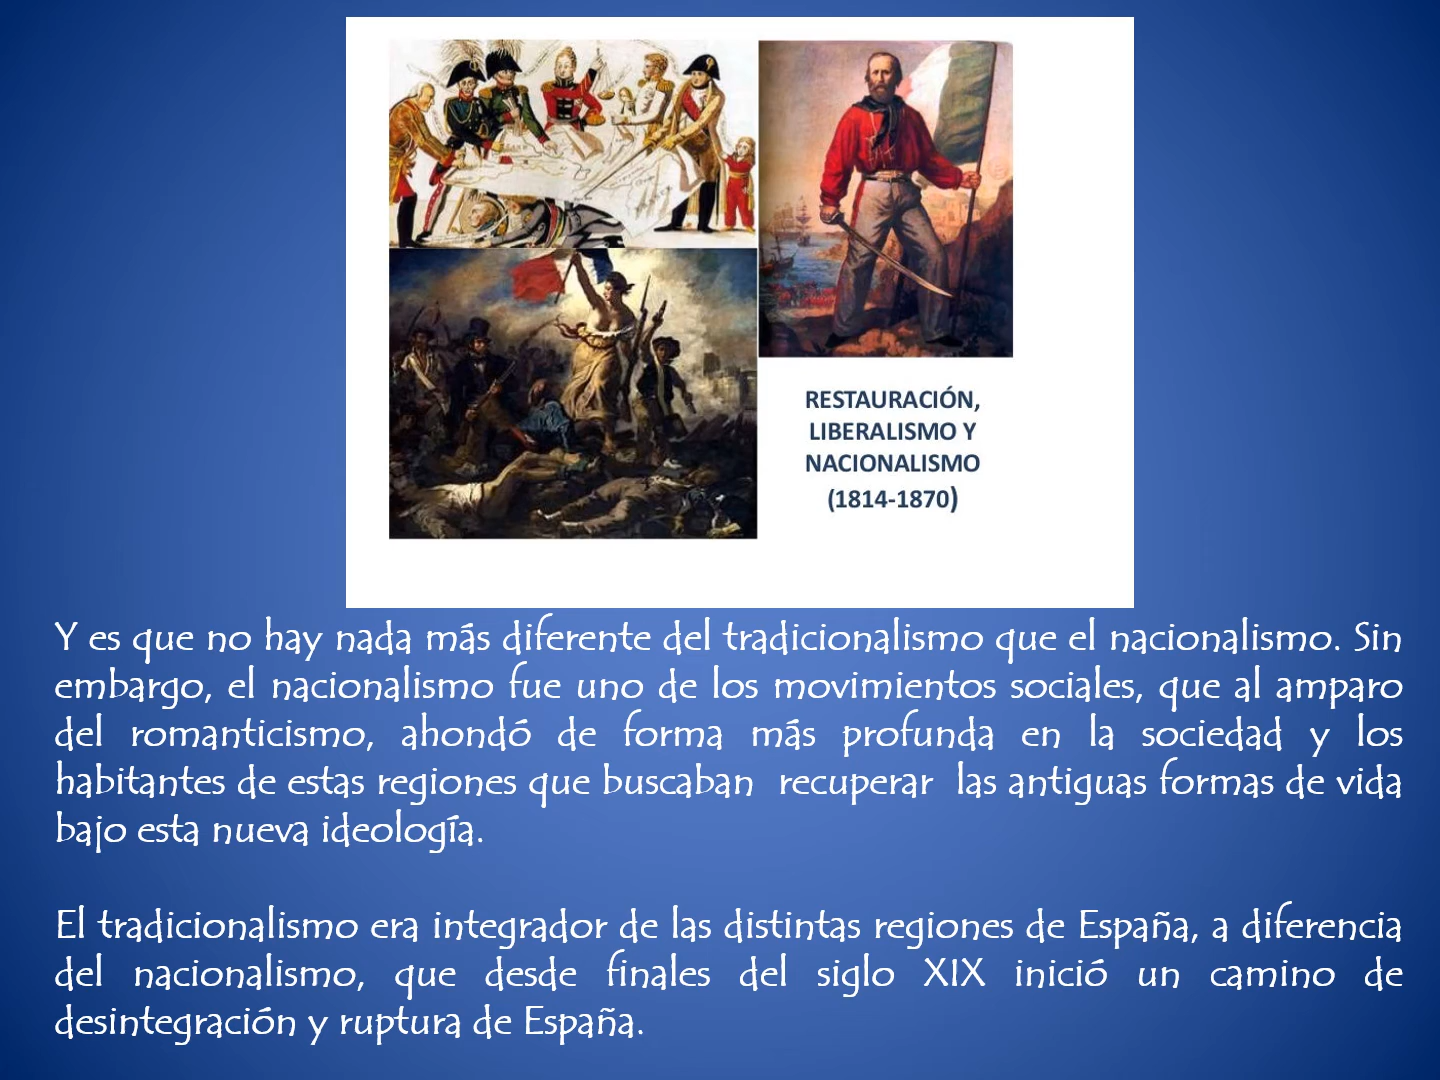 RESTAURACIÓN,
LIBERALISMO Y
NACIONALISMO
(1814-1870)
Y es que no hay nada más diferente del tradicionalismo que el nacionalismo. Sin
embargo, el nacionalismo fue uno de los movimientos sociales, que al amparo
del romanticismo, ahondó de forma más profunda en la sociedad y los
habitantes de estas regiones que buscaban recuperar las antiguas formas de vida
bajo esta nueva ideología.
El tradicionalismo era integrador de las distintas regiones de España, a diferencia
del nacionalismo, que desde finales del siglo XIX inició un camino de
desintegración y ruptura de España.